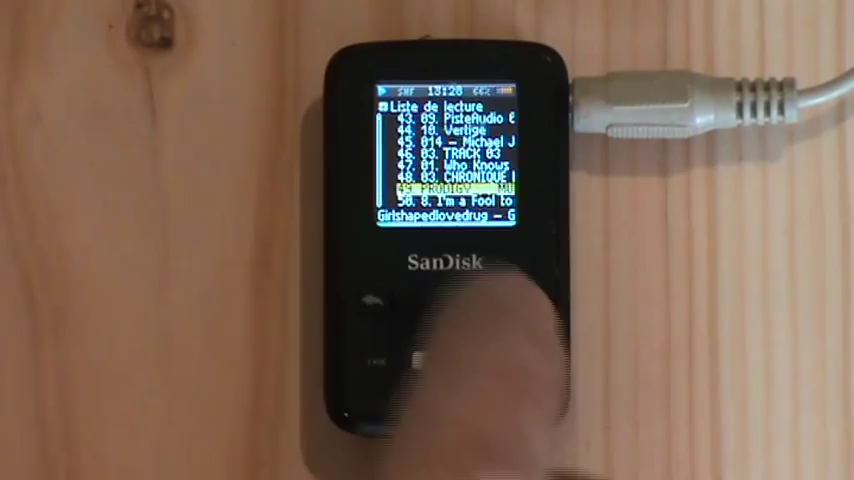 13:28 66%
Liste de lecture
43. 09. PisteAudio
44. 10. Vertige
45. 014 - Michael J
46. 03. TRACK 03
47. 01. Who Knows
48. 03. CHRONIQUE
49. PRODIGY
50. 8. I'm a Fool to
Girlshapedlovedrug - G
SanDisk